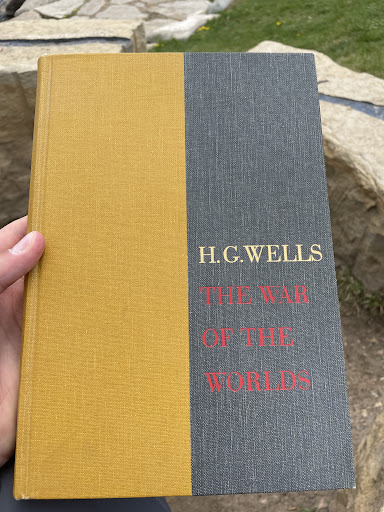 H.G.WELLS
THE WAR
OF THE
WORLDS